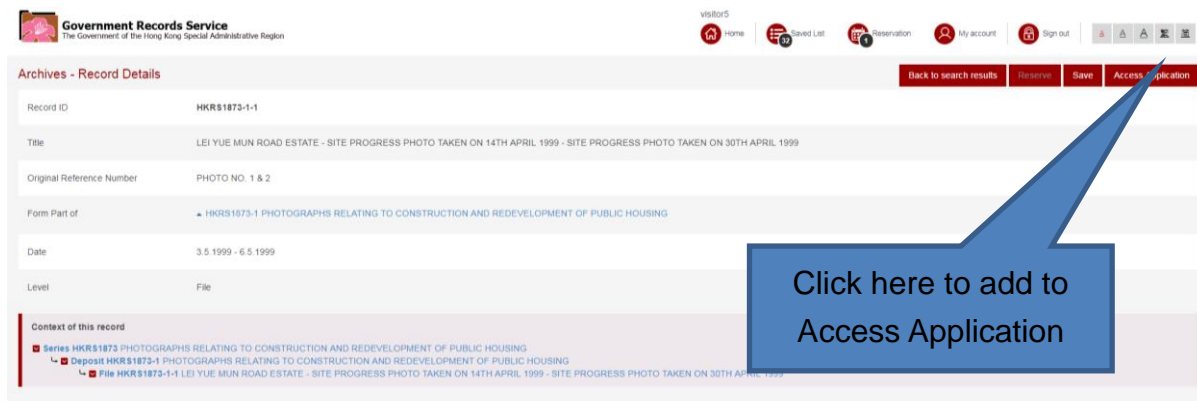 visitor5
Government Records Service
The Government of the Hong Kong Special Administrative Region
Home
32
Saved List
1
Reservation
My account
Sign out
A A A 繁 简
Archives - Record Details
Back to search results
Reserve
Save
Access Application
Record ID
HKRS1873-1-1
Title
LEI YUE MUN ROAD ESTATE - SITE PROGRESS PHOTO TAKEN ON 14TH APRIL 1999 - SITE PROGRESS PHOTO TAKEN ON 30TH APRIL 1999
Original Reference Number
PHOTO NO. 1 & 2
Form Part of
HKRS1873-1 PHOTOGRAPHS RELATING TO CONSTRUCTION AND REDEVELOPMENT OF PUBLIC HOUSING
Date
3.5.1999 - 6.5.1999
Level
File
Click here to add to
Access Application
Context of this record
Series HKRS1873 PHOTOGRAPHS RELATING TO CONSTRUCTION AND REDEVELOPMENT OF PUBLIC HOUSING
Deposit HKRS1873-1 PHOTOGRAPHS RELATING TO CONSTRUCTION AND REDEVELOPMENT OF PUBLIC HOUSING
File HKRS1873-1-1 LEI YUE MUN ROAD ESTATE - SITE PROGRESS PHOTO TAKEN ON 14TH APRIL 1999 - SITE PROGRESS PHOTO TAKEN ON 30TH APRIL 1999